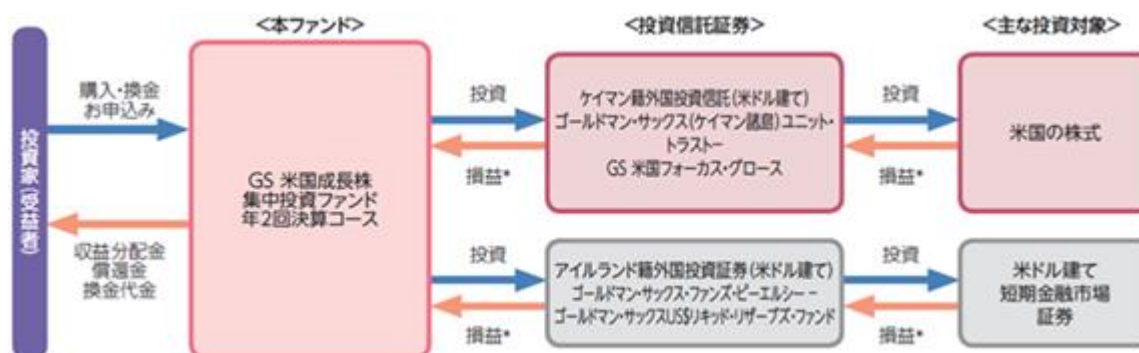 <本ファンド>
<投資信託証券>
<主な投資対象>
投資家(受益者)
購入・換金
お申込み
収益分配金
償還金
換金代金
GS 米国成長株
集中投資ファンド
年2回決算コース
投資
損益*
ケイマン籍外国投資信託(米ドル建て)
ゴールドマン・サックス(ケイマン諸島)ユニット・
トラスト−
GS 米国フォーカス・グロース
投資
損益*
米国の株式
投資
損益*
アイルランド籍外国投資証券(米ドル建て)
ゴールドマン・サックス・ファンズ・ピーエルシー −
ゴールドマン・サックスUS$リキッド・リザーブズ・ファンド
投資
損益*
米ドル建て
短期金融市場
証券